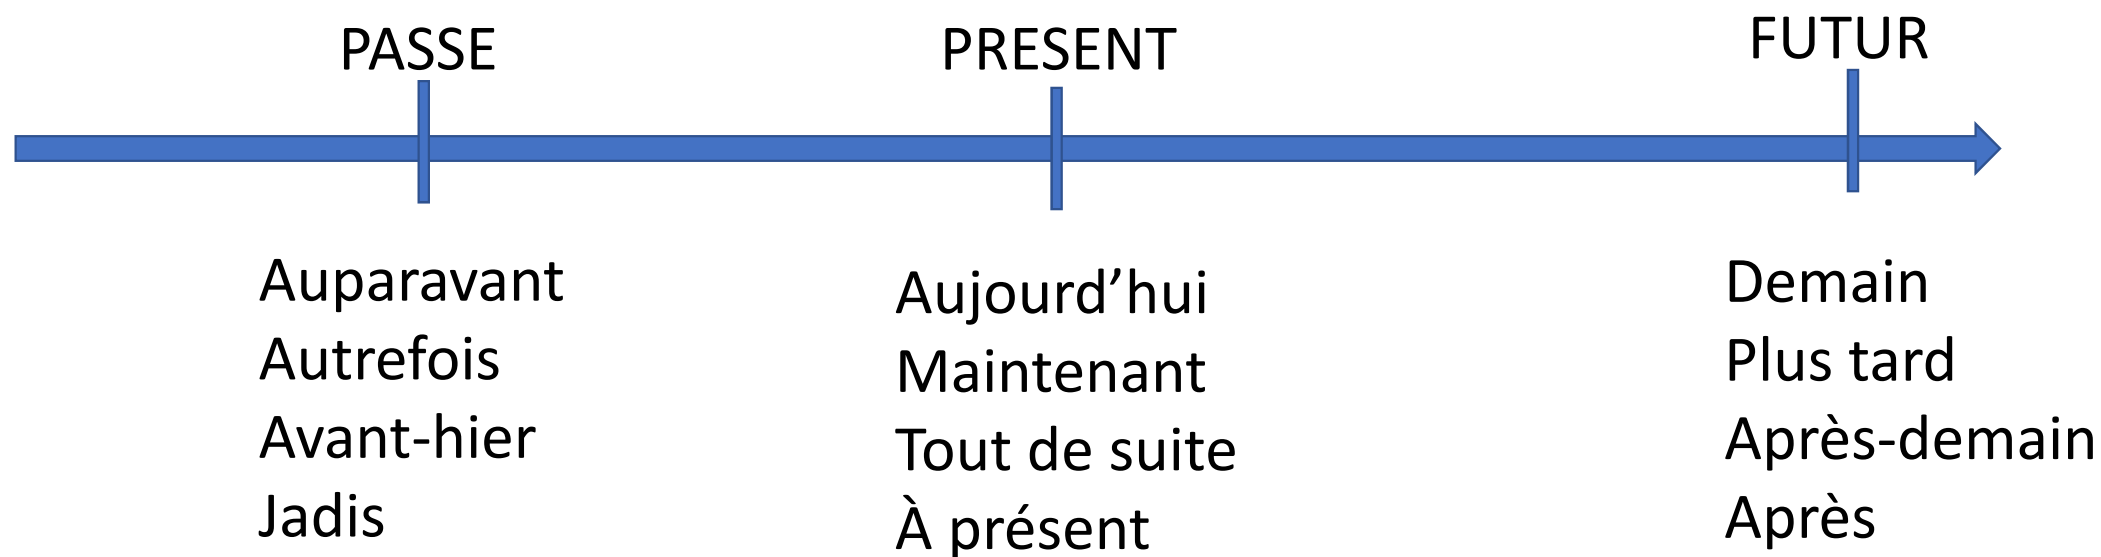 PASSE
PRESENT
FUTUR
Auparavant
Autrefois
Avant-hier
Jadis
Aujourd’hui
Maintenant
Tout de suite
À présent
Demain
Plus tard
Après-demain
Après